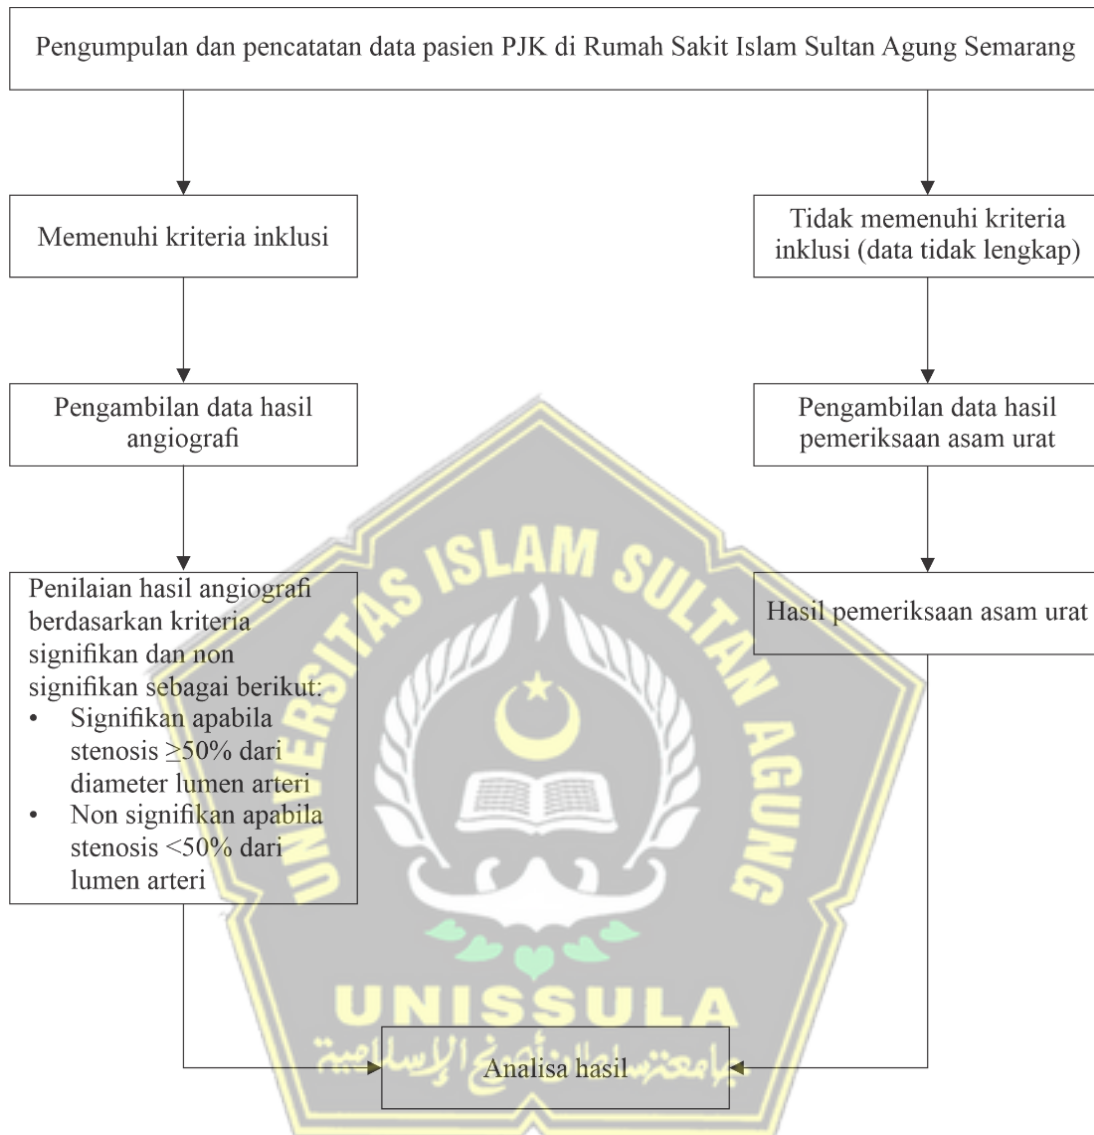 Pengumpulan dan pencatatan data pasien PJK di Rumah Sakit Islam Sultan Agung Semarang
Memenuhi kriteria inklusi
Tidak memenuhi kriteria
inklusi (data tidak lengkap)
Pengambilan data hasil
angiografi
Pengambilan data hasil
pemeriksaan asam urat
Penilaian hasil angiografi
berdasarkan kriteria
signifikan dan non
signifikan sebagai berikut:
• Signifikan apabila
stenosis ≥50% dari
diameter lumen arteri
• Non signifikan apabila
stenosis <50% dari
lumen arteri
Hasil pemeriksaan asam urat
UNIVERSITAS ISLAM SULTAN AGUNG
UNISSULA
جامعتسلطان أجونج الإسلامية
Analisa hasil